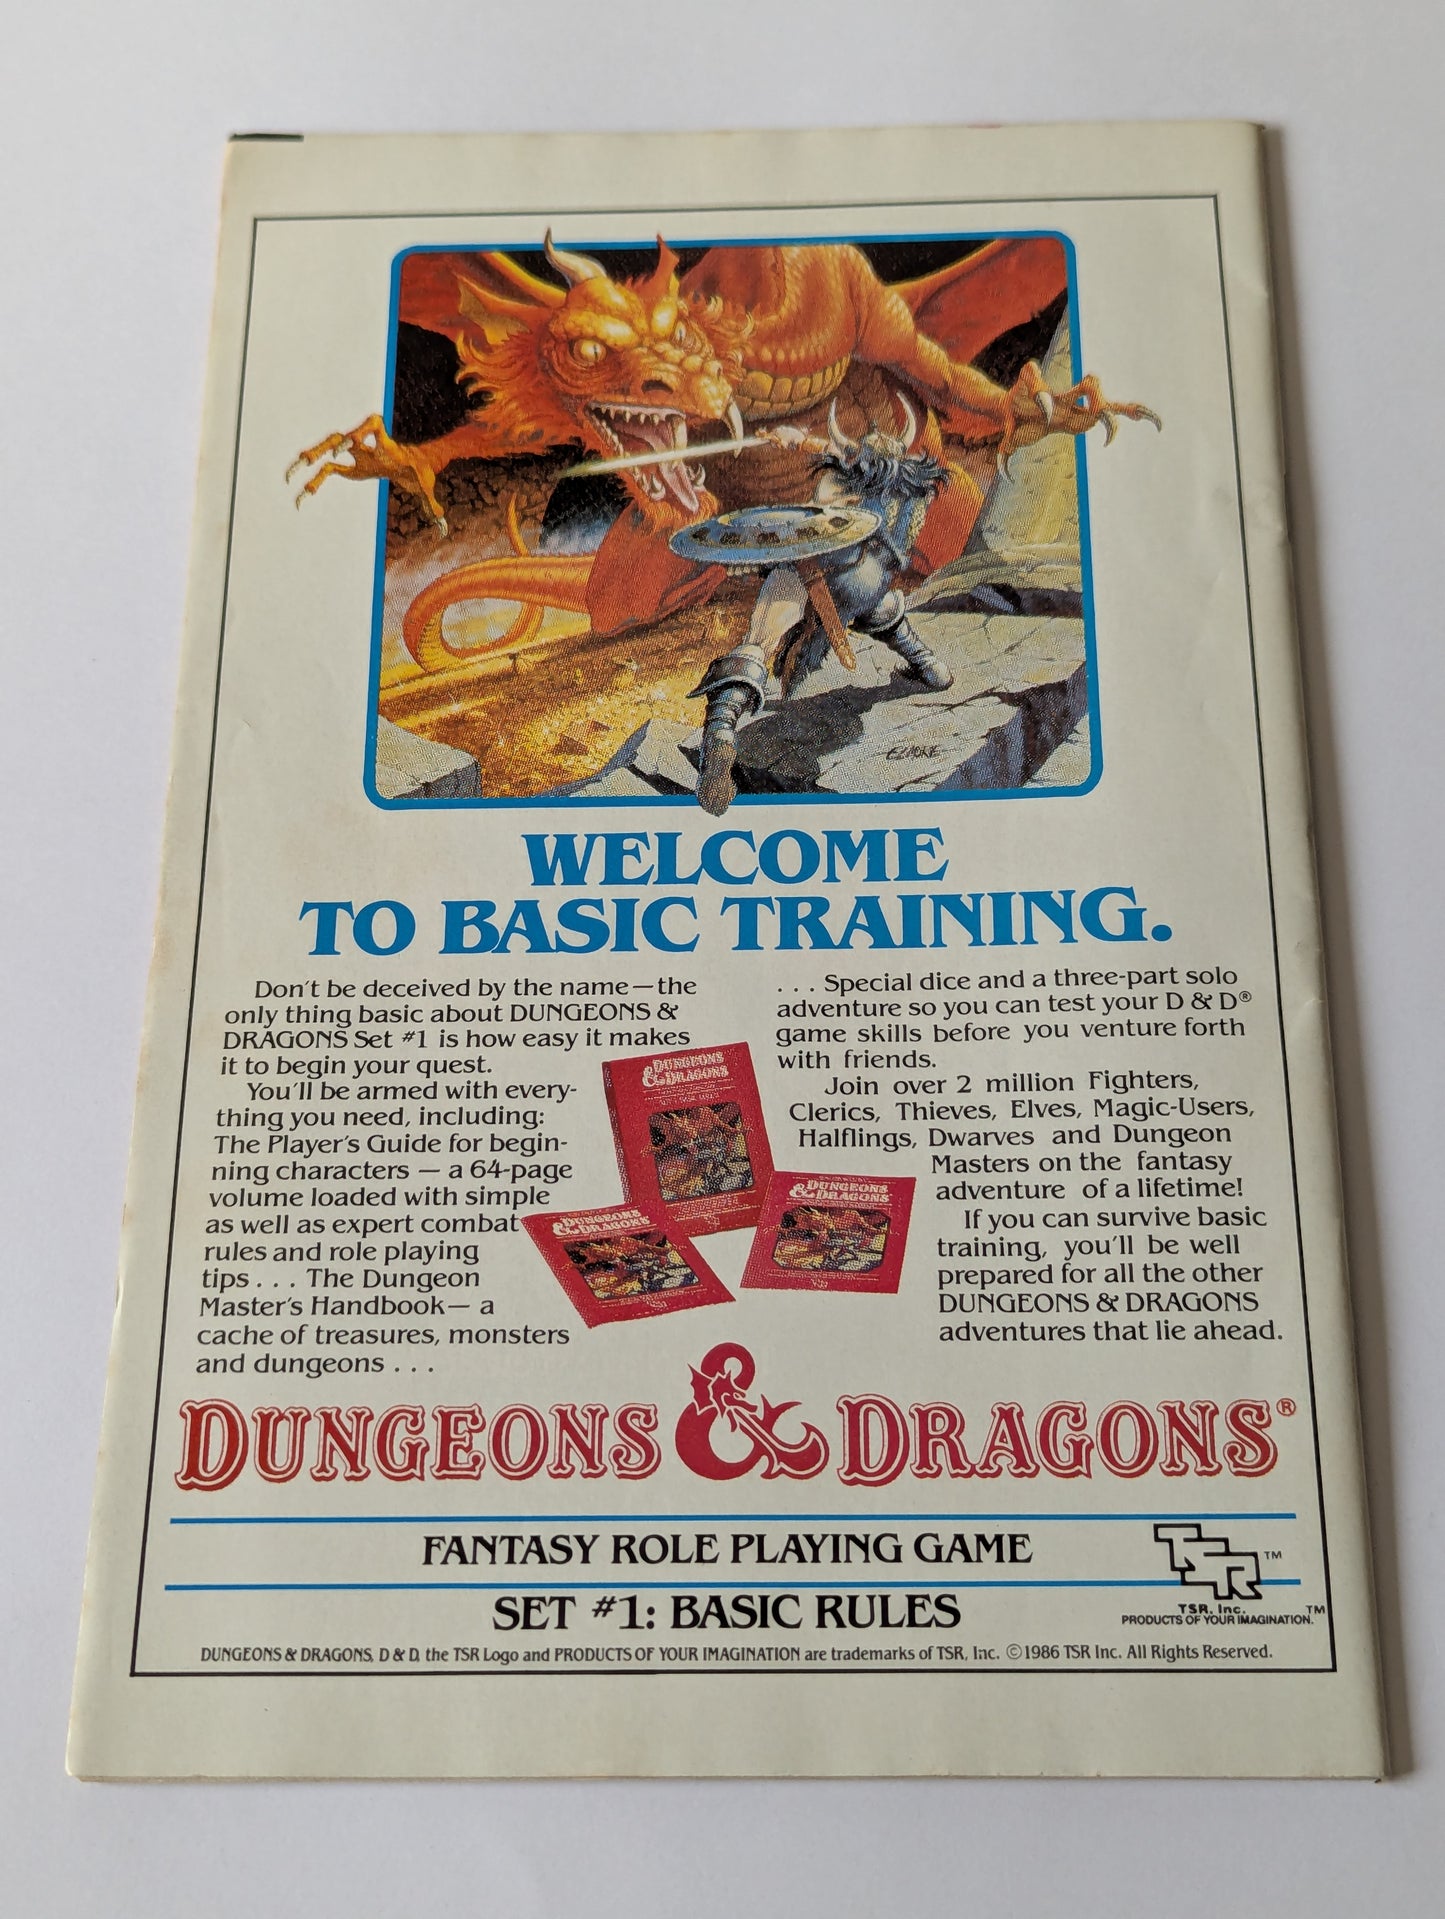 ELMORE
WELCOME
TO BASIC TRAINING.
Don't be deceived by the name—the
only thing basic about DUNGEONS &
DRAGONS Set #1 is how easy it makes
it to begin your quest.
You'll be armed with every-
thing you need, including:
The Player's Guide for begin-
ning characters — a 64-page
volume loaded with simple
as well as expert combat
rules and role playing
tips . . . The Dungeon
Master's Handbook— a
cache of treasures, monsters
and dungeons . . .
DUNGEONS
& DRAGONS
DUNGEONS
& DRAGONS
DUNGEONS
& DRAGONS
. . . Special dice and a three-part solo
adventure so you can test your D & D®
game skills before you venture forth
with friends.
Join over 2 million Fighters,
Clerics, Thieves, Elves, Magic-Users,
Halflings, Dwarves and Dungeon
Masters on the fantasy
adventure of a lifetime!
If you can survive basic
training, you'll be well
prepared for all the other
DUNGEONS & DRAGONS
adventures that lie ahead.
DUNGEONS & DRAGONS®
FANTASY ROLE PLAYING GAME
SET #1: BASIC RULES
TSR™
TSR, Inc.
PRODUCTS OF YOUR IMAGINATION.™
DUNGEONS & DRAGONS, D & D, the TSR Logo and PRODUCTS OF YOUR IMAGINATION are trademarks of TSR, Inc. ©1986 TSR Inc. All Rights Reserved.